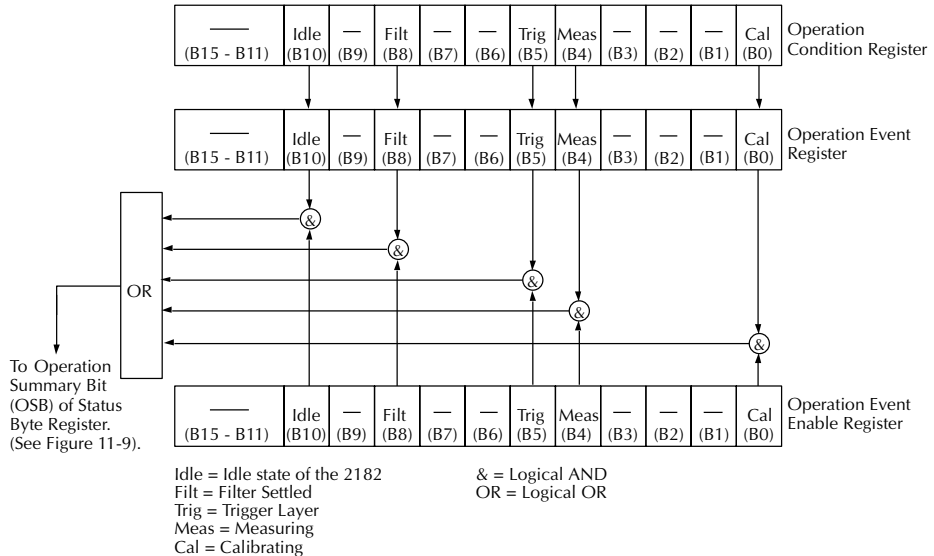 Idle Filt Trig Meas Cal
(B15 - B11) (B10) (B9) (B8) (B7) (B6) (B5) (B4) (B3) (B2) (B1) (B0)
Operation
Condition Register
Idle Filt Trig Meas Cal
(B15 - B11) (B10) (B9) (B8) (B7) (B6) (B5) (B4) (B3) (B2) (B1) (B0)
Operation Event
Register
&
&
&
&
&
OR
To Operation
Summary Bit
(OSB) of Status
Byte Register.
(See Figure 11-9).
Idle Filt Trig Meas Cal
(B15 - B11) (B10) (B9) (B8) (B7) (B6) (B5) (B4) (B3) (B2) (B1) (B0)
Operation Event
Enable Register
Idle = Idle state of the 2182
Filt = Filter Settled
Trig = Trigger Layer
Meas = Measuring
Cal = Calibrating
& = Logical AND
OR = Logical OR